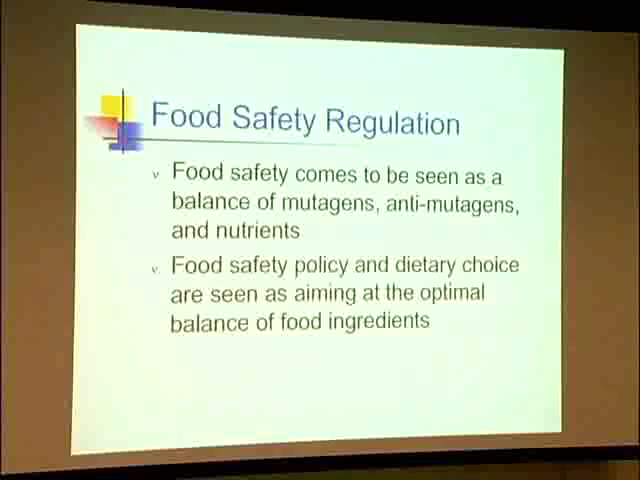 Food Safety Regulation
v Food safety comes to be seen as a
balance of mutagens, anti-mutagens,
and nutrients
v Food safety policy and dietary choice
are seen as aiming at the optimal
balance of food ingredients